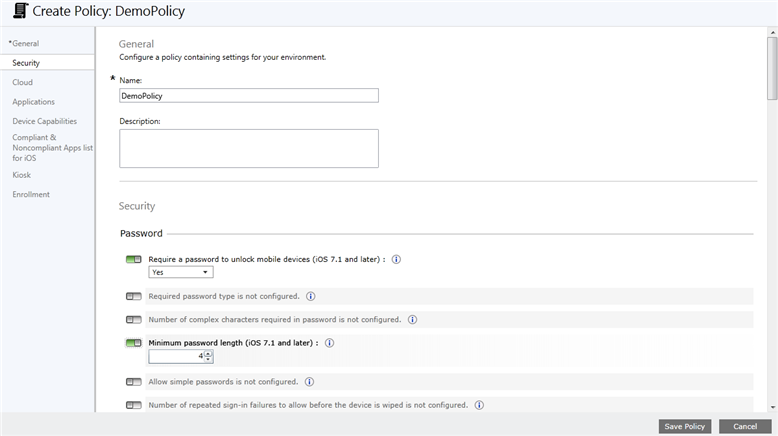 Create Policy: DemoPolicy
*General
Security
Cloud
Applications
Device Capabilities
Compliant &
Noncompliant Apps list
for iOS
Kiosk
Enrollment
General
Configure a policy containing settings for your environment.
* Name:
DemoPolicy
Description:
Security
Password
Require a password to unlock mobile devices (iOS 7.1 and later) :
Yes
Required password type is not configured.
Number of complex characters required in password is not configured.
Minimum password length (iOS 7.1 and later) :
4
Allow simple passwords is not configured.
Number of repeated sign-in failures to allow before the device is wiped is not configured.
Save Policy
Cancel